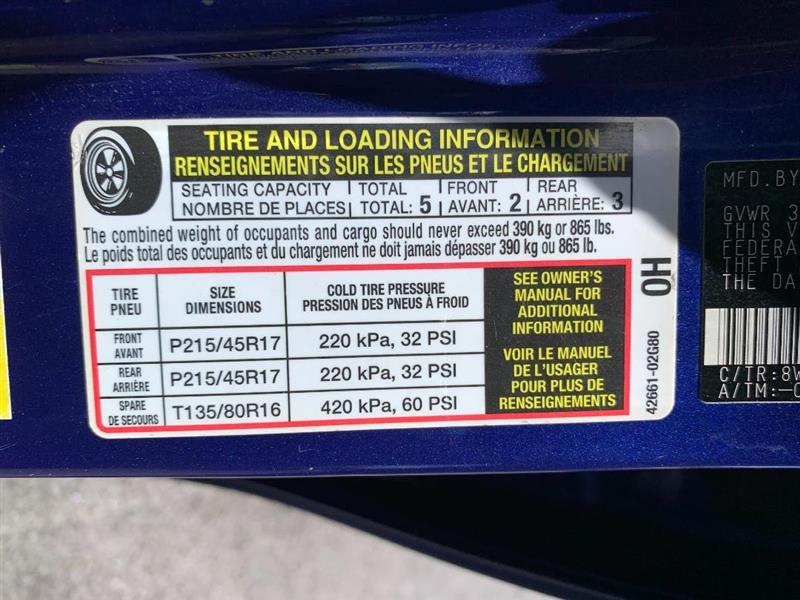 TIRE AND LOADING INFORMATION
RENSEIGNEMENTS SUR LES PNEUS ET LE CHARGEMENT
SEATING CAPACITY TOTAL FRONT REAR
NOMBRE DE PLACES TOTAL: 5 AVANT: 2 ARRIÈRE: 3
The combined weight of occupants and cargo should never exceed 390 kg or 865 lbs.
Le poids total des occupants et du chargement ne doit jamais dépasser 390 kg ou 865 lb.
TIRE PNEU SIZE DIMENSIONS COLD TIRE PRESSURE PRESSION DES PNEUS À FROID
FRONT AVANT P215/45R17 220 kPa, 32 PSI
REAR ARRIÈRE P215/45R17 220 kPa, 32 PSI
SPARE DE SECOURS T135/80R16 420 kPa, 60 PSI
SEE OWNER'S
MANUAL FOR
ADDITIONAL
INFORMATION
VOIR LE MANUEL
DE L'USAGER
POUR PLUS DE
RENSEIGNEMENTS
0H
42661-02G80
MFD. BY
GVWR 3
THIS V
FEDERA
THEFT
THE DA
C/TR: 8W
A/TM: